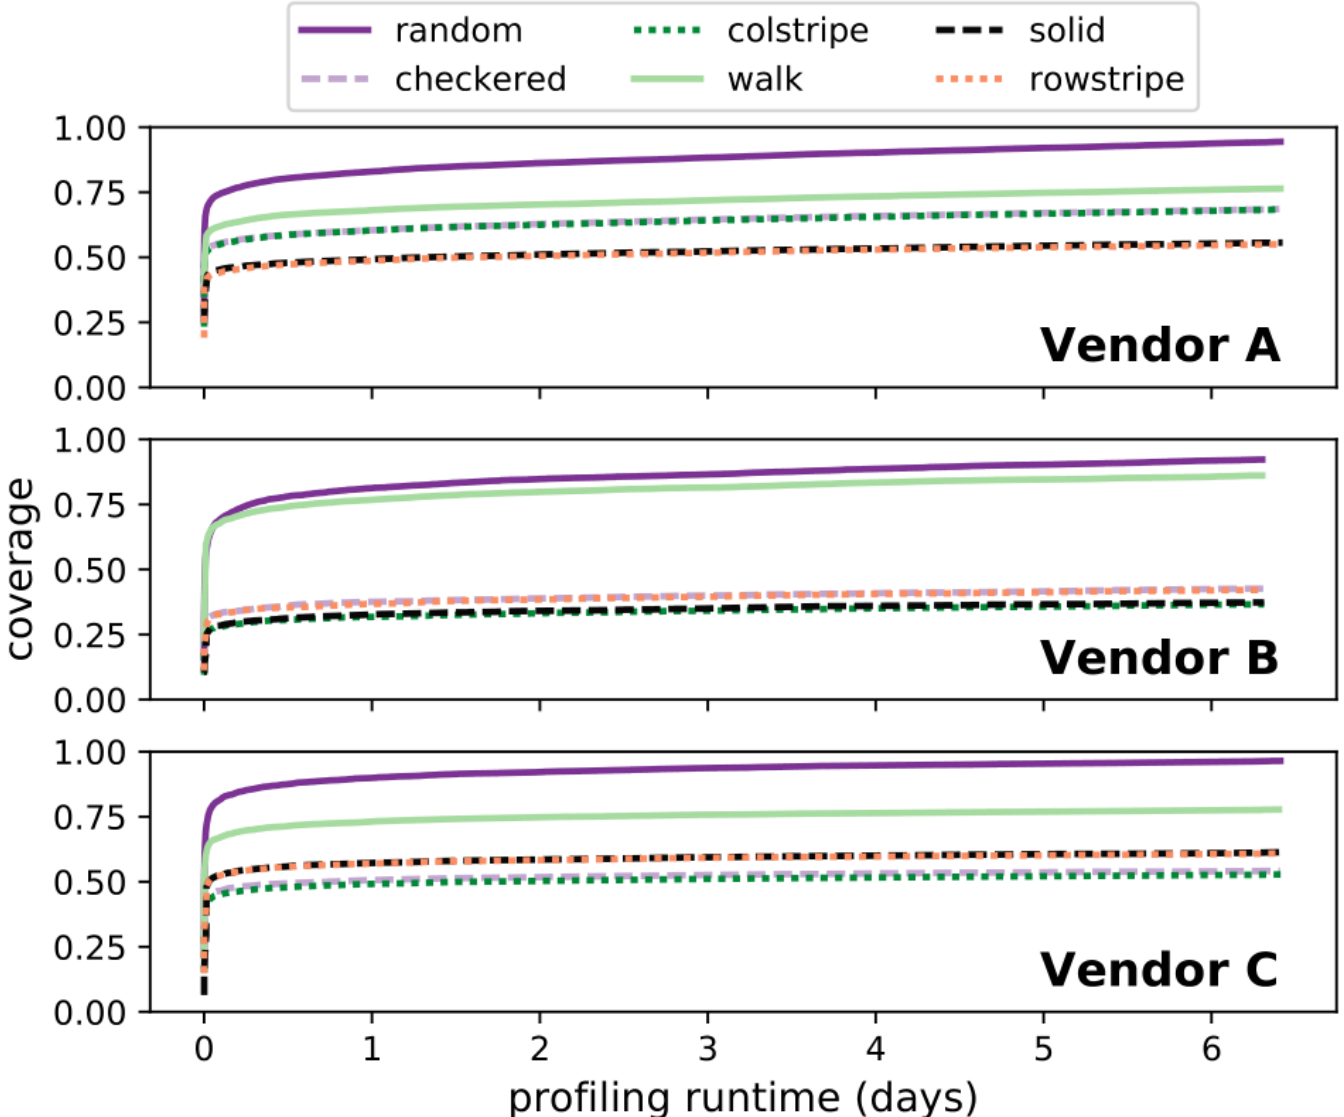 random colstripe solid
checkered walk rowstripe
1.00
0.75
0.50
0.25
0.00
Vendor A
1.00
0.75
0.50
0.25
0.00
Vendor B
coverage
1.00
0.75
0.50
0.25
0.00
Vendor C
0 1 2 3 4 5 6
profiling runtime (days)